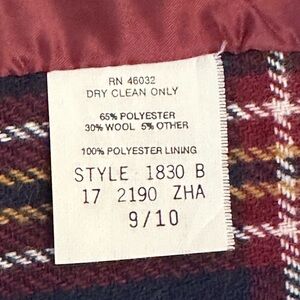 RN 46032
DRY CLEAN ONLY
65% POLYESTER
30% WOOL 5% OTHER
100% POLYESTER LINING
STYLE 1830 B
17 2190 ZHA
9/10